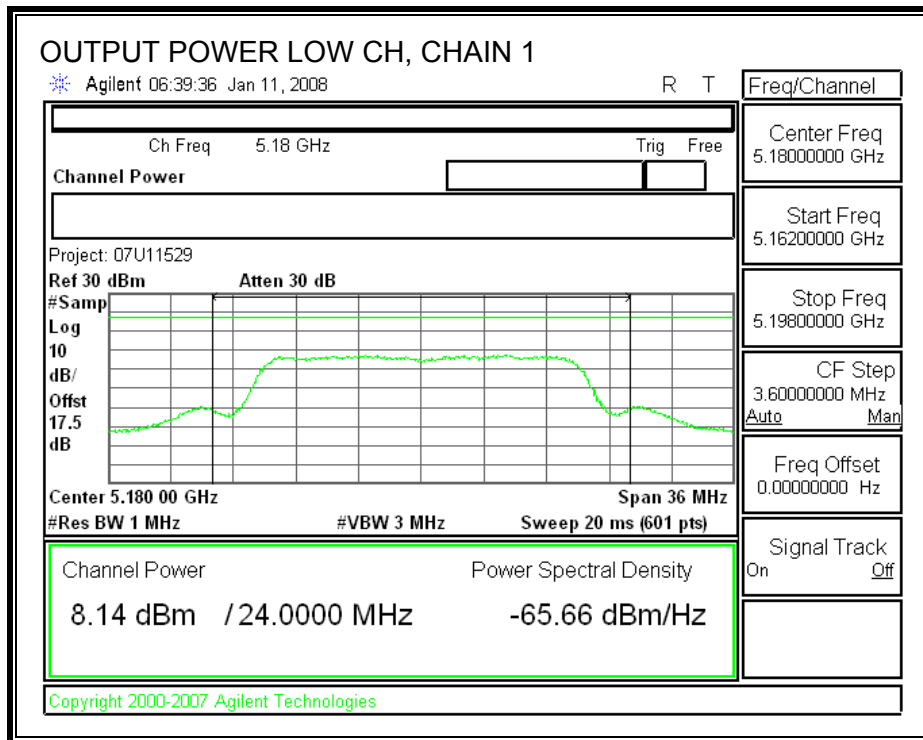 OUTPUT POWER LOW CH, CHAIN 1
Agilent 06:39:36 Jan 11, 2008 R T
Freq/Channel
Ch Freq 5.18 GHz Trig Free
Channel Power
Project: 07U11529
Ref 30 dBm Atten 30 dB
#Samp
Log
10
dB/
Offst
17.5
dB
Center 5.180 00 GHz Span 36 MHz
#Res BW 1 MHz #VBW 3 MHz Sweep 20 ms (601 pts)
Channel Power Power Spectral Density
8.14 dBm / 24.0000 MHz -65.66 dBm/Hz
Center Freq
5.18000000 GHz
Start Freq
5.16200000 GHz
Stop Freq
5.19800000 GHz
CF Step
3.60000000 MHz
Auto Man
Freq Offset
0.00000000 Hz
Signal Track
On Off
Copyright 2000-2007 Agilent Technologies